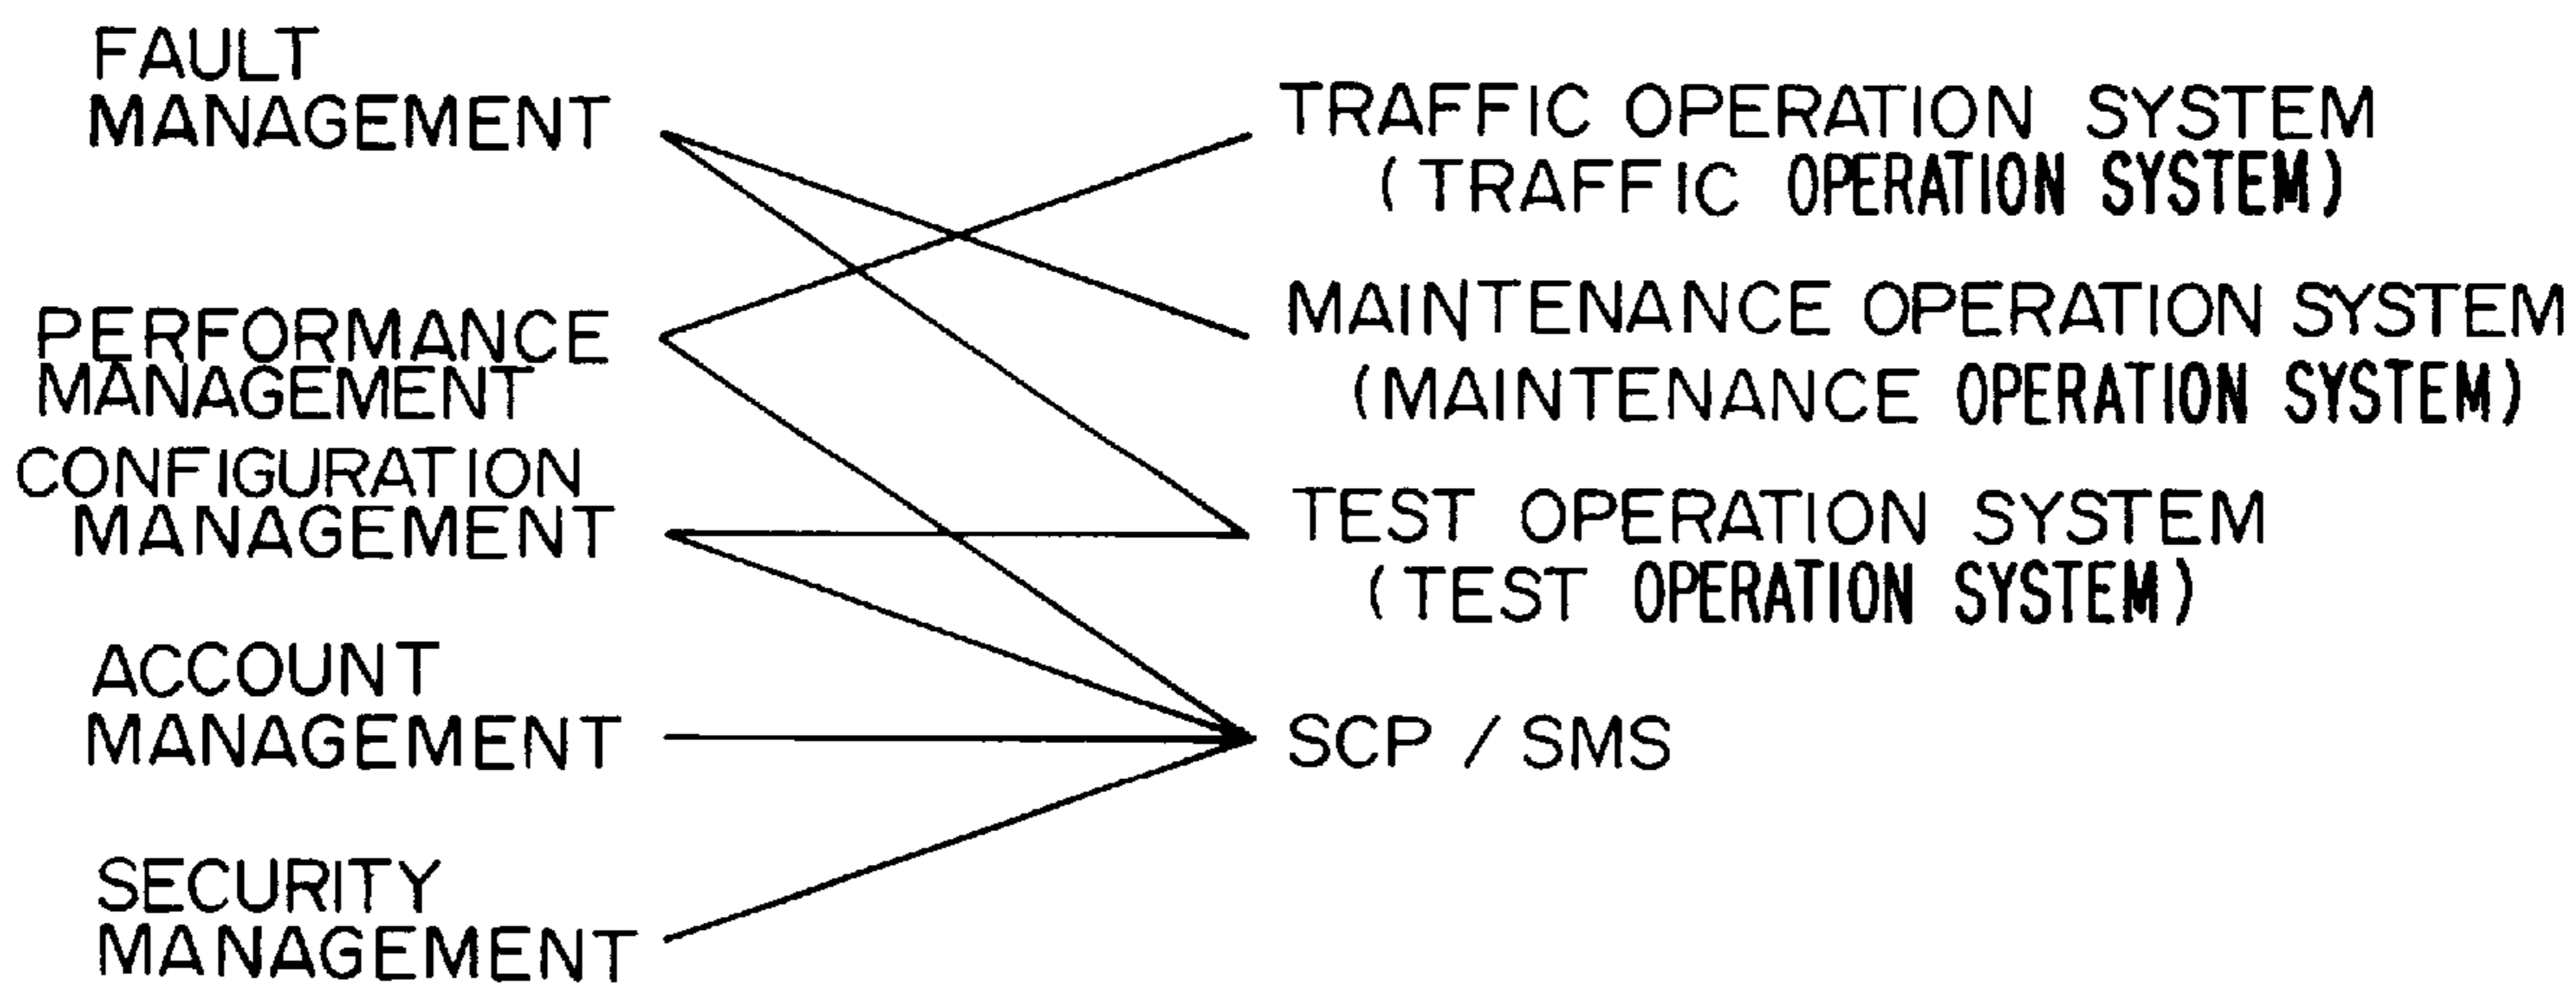 FAULT
MANAGEMENT
PERFORMANCE
MANAGEMENT
CONFIGURATION
MANAGEMENT
ACCOUNT
MANAGEMENT
SECURITY
MANAGEMENT
TRAFFIC OPERATION SYSTEM
(TRAFFIC OPERATION SYSTEM)
MAINTENANCE OPERATION SYSTEM
(MAINTENANCE OPERATION SYSTEM)
TEST OPERATION SYSTEM
(TEST OPERATION SYSTEM)
SCP / SMS